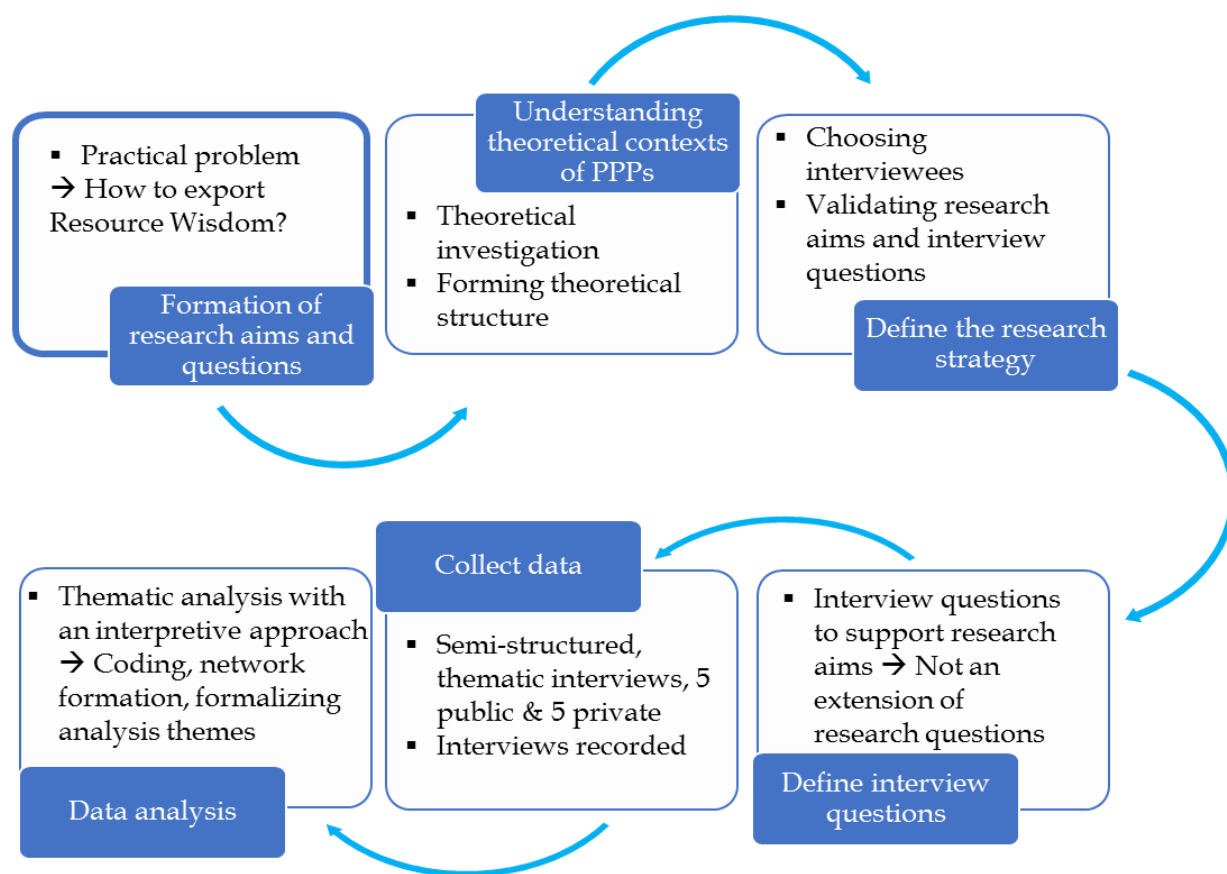 ▪ Practical problem
→ How to export
Resource Wisdom?
Formation of
research aims and
questions
Understanding
theoretical contexts
of PPPs
▪ Theoretical
investigation
▪ Forming theoretical
structure
▪ Choosing
interviewees
▪ Validating research
aims and interview
questions
Define the research
strategy
▪ Interview questions
to support research
aims → Not an
extension of
research questions
Define interview
questions
Collect data
▪ Semi-structured,
thematic interviews, 5
public & 5 private
▪ Interviews recorded
▪ Thematic analysis with
an interpretive approach
→ Coding, network
formation, formalizing
analysis themes
Data analysis